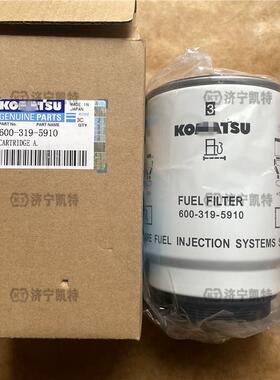 KOMATSU
GENUINE PARTS
MADE IN
JAPAN
PART NO.
PART NAME
QTY
600-319-5910
CARTRIDGE A.
3
KOMATSU
FUEL FILTER
600-319-5910
FUEL INJECTION SYSTEMS
济宁凯特
济宁凯特
济宁凯特
济宁凯特
济宁凯特